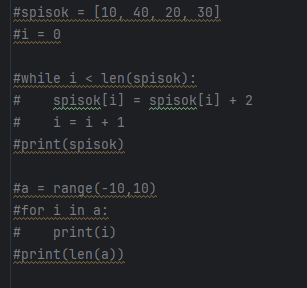 #spisok = [10, 40, 20, 30]
#i = 0
#while i < len(spisok):
#    spisok[i] = spisok[i] + 2
#    i = i + 1
#print(spisok)
#a = range(-10,10)
#for i in a:
#    print(i)
#print(len(a))